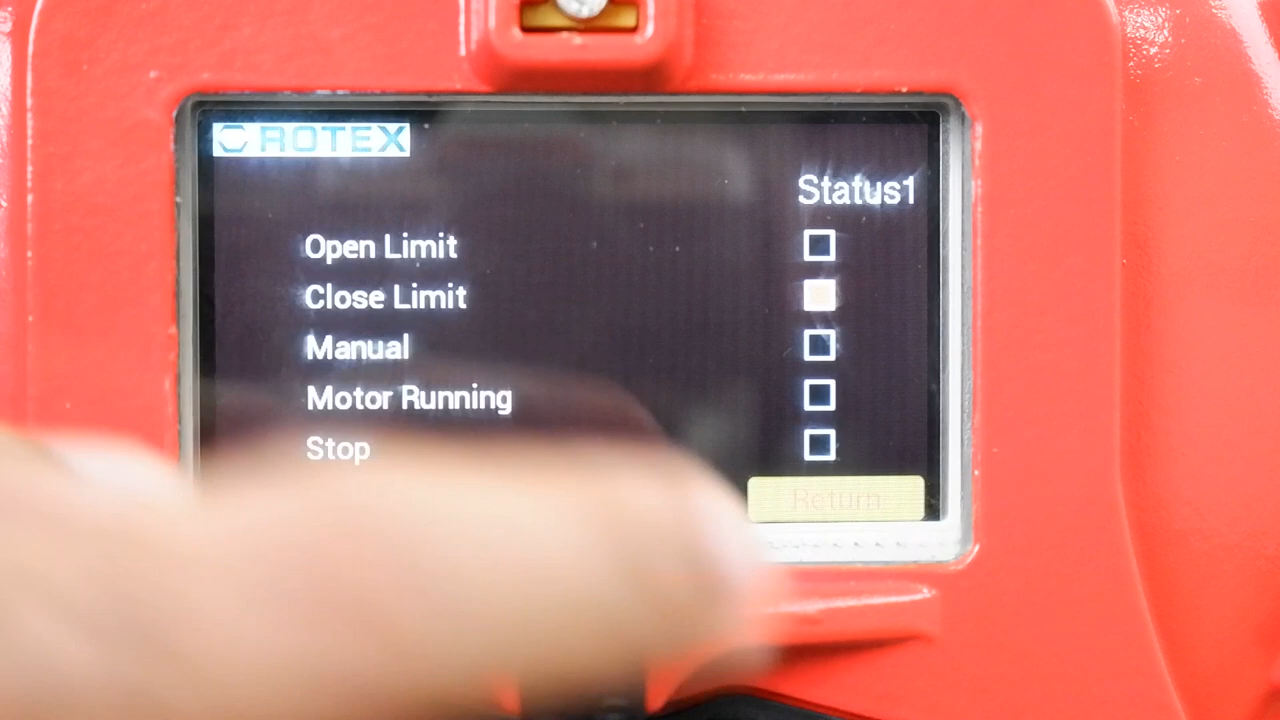 ROTEX
Status1
Open Limit
Close Limit
Manual
Motor Running
Stop
Return